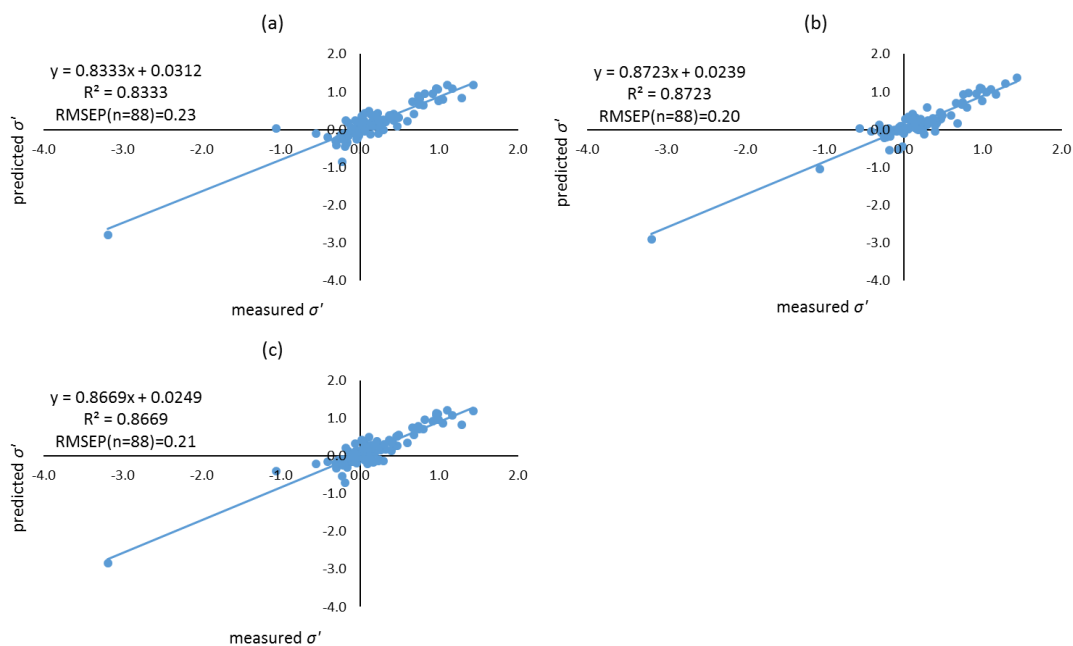 (a)
y = 0.8333x + 0.0312
R² = 0.8333
RMSEP(n=88)=0.23
predicted σ′
2.0
1.0
0.0
-1.0
-2.0
-3.0
-4.0
-4.0 -3.0 -2.0 -1.0 0.0 1.0 2.0
measured σ′
(b)
y = 0.8723x + 0.0239
R² = 0.8723
RMSEP(n=88)=0.20
predicted σ′
2.0
1.0
0.0
-1.0
-2.0
-3.0
-4.0
-4.0 -3.0 -2.0 -1.0 0.0 1.0 2.0
measured σ′
(c)
y = 0.8669x + 0.0249
R² = 0.8669
RMSEP(n=88)=0.21
predicted σ′
2.0
1.0
0.0
-1.0
-2.0
-3.0
-4.0
-4.0 -3.0 -2.0 -1.0 0.0 1.0 2.0
measured σ′